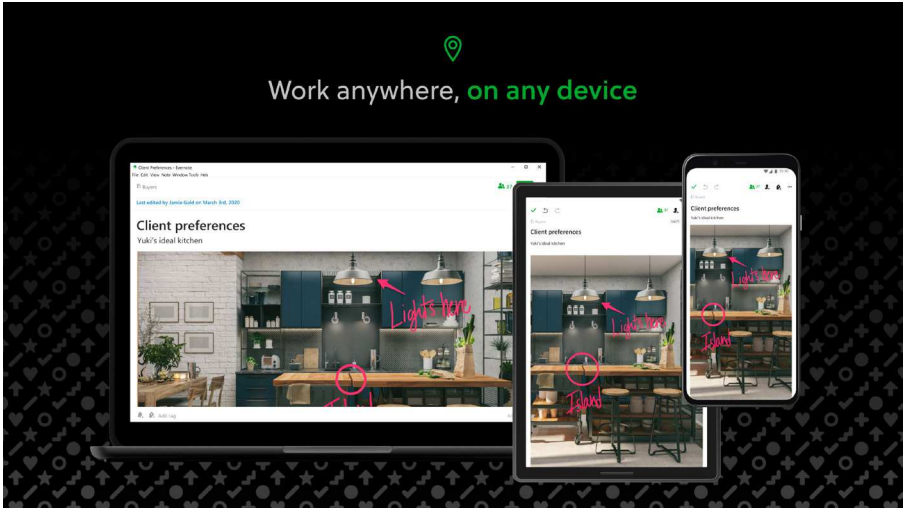 Work anywhere, on any device
Client Preferences - Evernote
File Edit View Note Window Tools Help
Buyers
Last edited by Jamie Gold on March 3rd, 2020
Client preferences
Yuki's ideal kitchen
Lights here
Island
Add tag
Client preferences
Yuki's ideal kitchen
Lights here
Island
Client preferences
Yuki's ideal kitchen
Lights here
Island